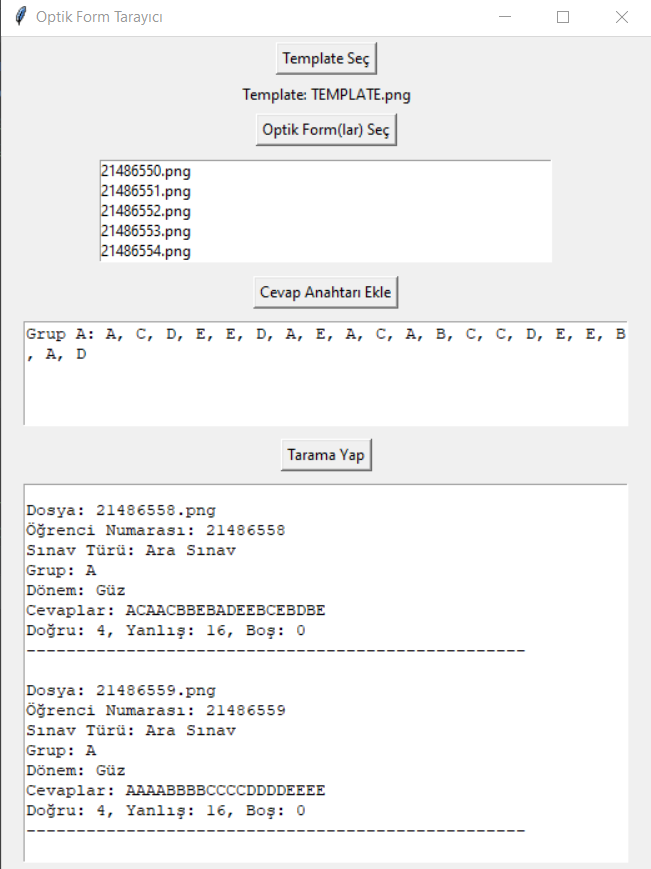 Optik Form Tarayıcı
Template Seç
Template: TEMPLATE.png
Optik Form(lar) Seç
21486550.png
21486551.png
21486552.png
21486553.png
21486554.png
Cevap Anahtarı Ekle
Grup A: A, C, D, E, E, D, A, E, A, C, A, B, C, C, D, E, E, B
, A, D
Tarama Yap
Dosya: 21486558.png
Öğrenci Numarası: 21486558
Sınav Türü: Ara Sınav
Grup: A
Dönem: Güz
Cevaplar: ACAACBBEBADEEBCEBDBE
Doğru: 4, Yanlış: 16, Boş: 0
--------------------------------------------------
Dosya: 21486559.png
Öğrenci Numarası: 21486559
Sınav Türü: Ara Sınav
Grup: A
Dönem: Güz
Cevaplar: AAAABBBBCCCCDDDDEEEE
Doğru: 4, Yanlış: 16, Boş: 0
--------------------------------------------------